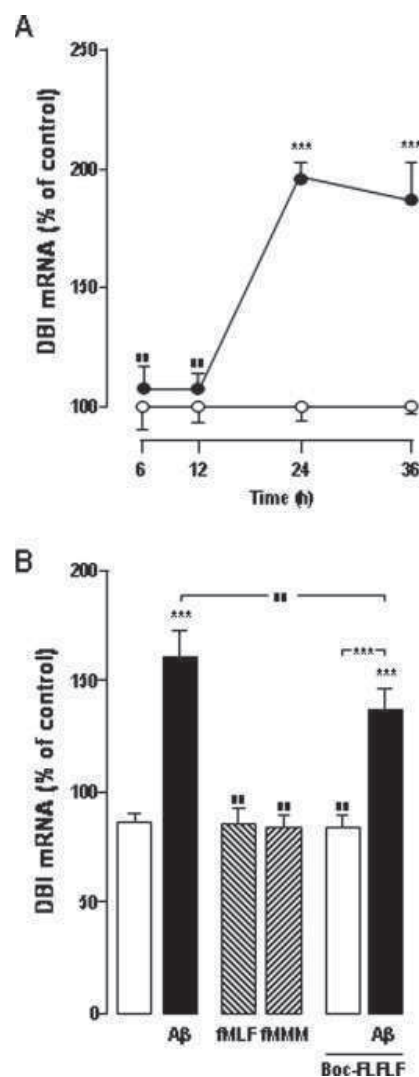 A
DBI mRNA (% of control)
250
200
150
100
*** ***
6 12 24 36
Time (h)
B
DBI mRNA (% of control)
200
150
100
50
0
***
***
***
Aβ fMLF fMMM Aβ
Boc-FLFLF